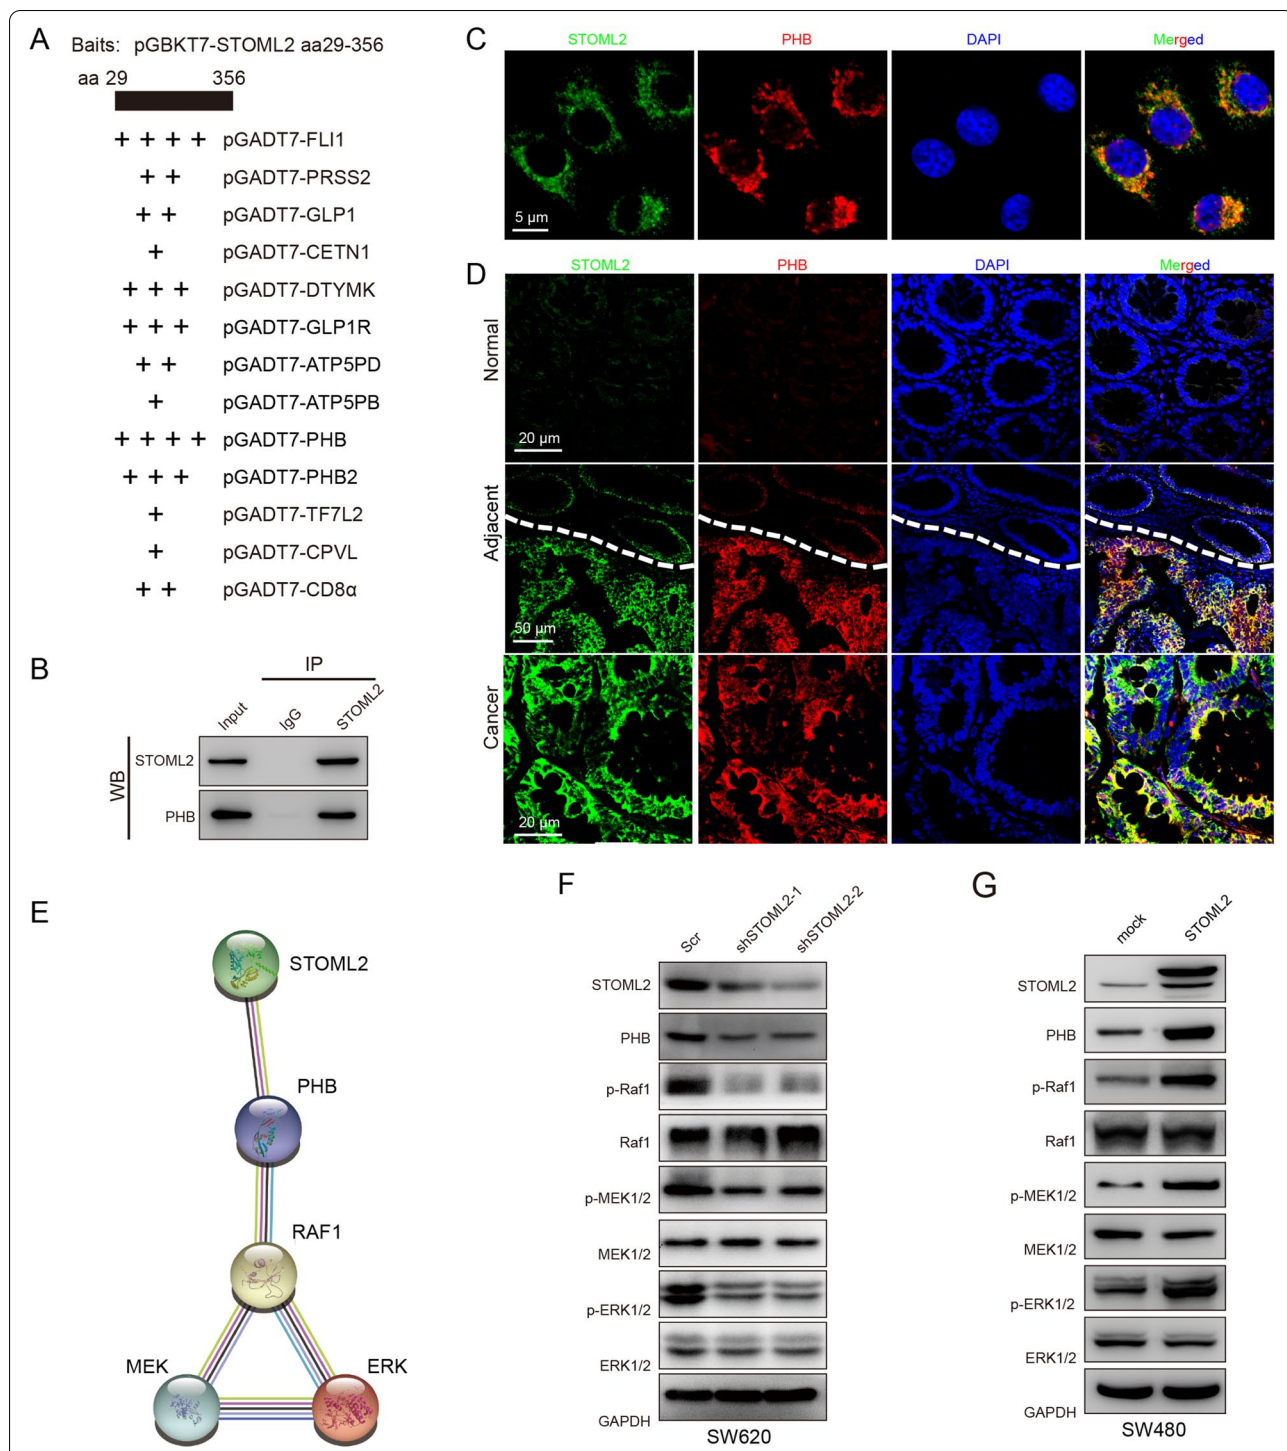 A
Baits: pGBKT7-STOML2 aa29-356
aa 29 356
+ + + + pGADT7-FLI1
+ + pGADT7-PRSS2
+ + pGADT7-GLP1
+ pGADT7-CETN1
+ + + pGADT7-DTYMK
+ + + pGADT7-GLP1R
+ + pGADT7-ATP5PD
+ pGADT7-ATP5PB
+ + + + pGADT7-PHB
+ + + pGADT7-PHB2
+ pGADT7-TF7L2
+ pGADT7-CPVL
+ + pGADT7-CD8α
B
IP
Input IgG STOML2
WB
STOML2
PHB
C
STOML2 PHB DAPI Merged
5 µm
D
STOML2 PHB DAPI Merged
Normal
20 µm
Adjacent
50 µm
Cancer
20 µm
E
STOML2
PHB
RAF1
MEK ERK
F
Scr shSTOML2-1 shSTOML2-2
STOML2
PHB
p-Raf1
Raf1
p-MEK1/2
MEK1/2
p-ERK1/2
ERK1/2
GAPDH
SW620
G
mock STOML2
STOML2
PHB
p-Raf1
Raf1
p-MEK1/2
MEK1/2
p-ERK1/2
ERK1/2
GAPDH
SW480